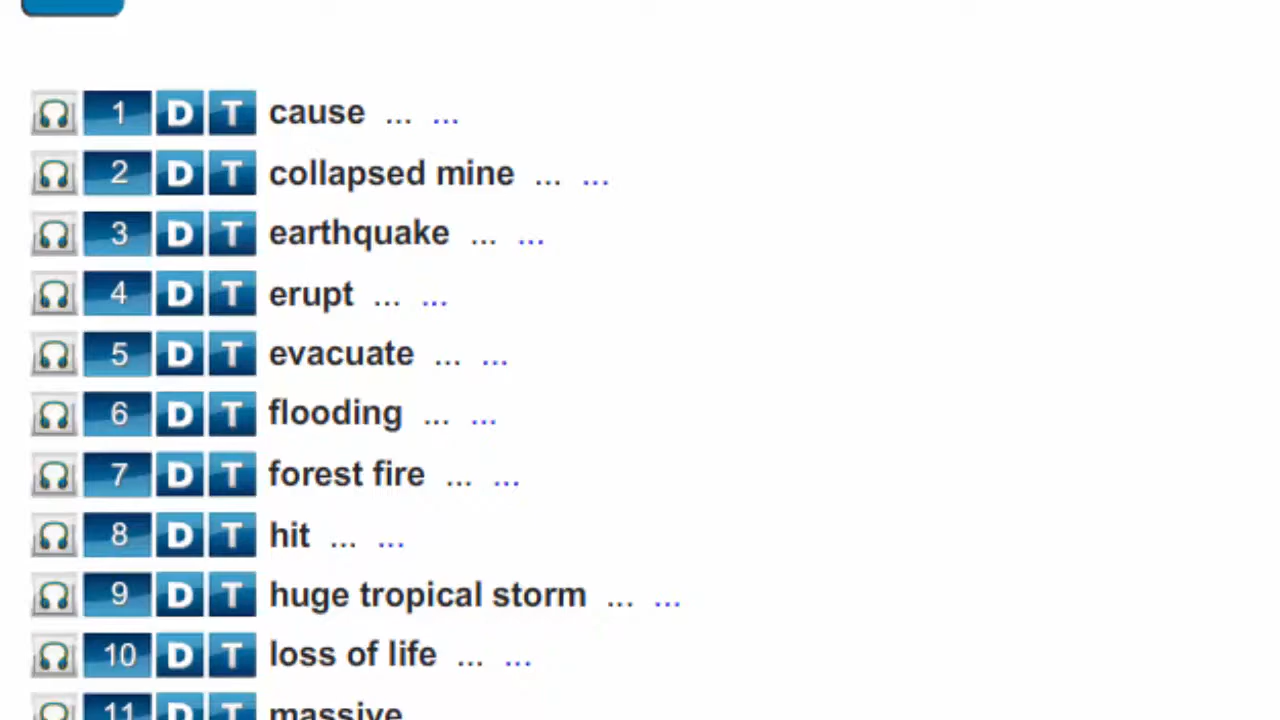 1 D T cause ... ...
2 D T collapsed mine ... ...
3 D T earthquake ... ...
4 D T erupt ... ...
5 D T evacuate ... ...
6 D T flooding ... ...
7 D T forest fire ... ...
8 D T hit ... ...
9 D T huge tropical storm ... ...
10 D T loss of life ... ...
11 D T massive